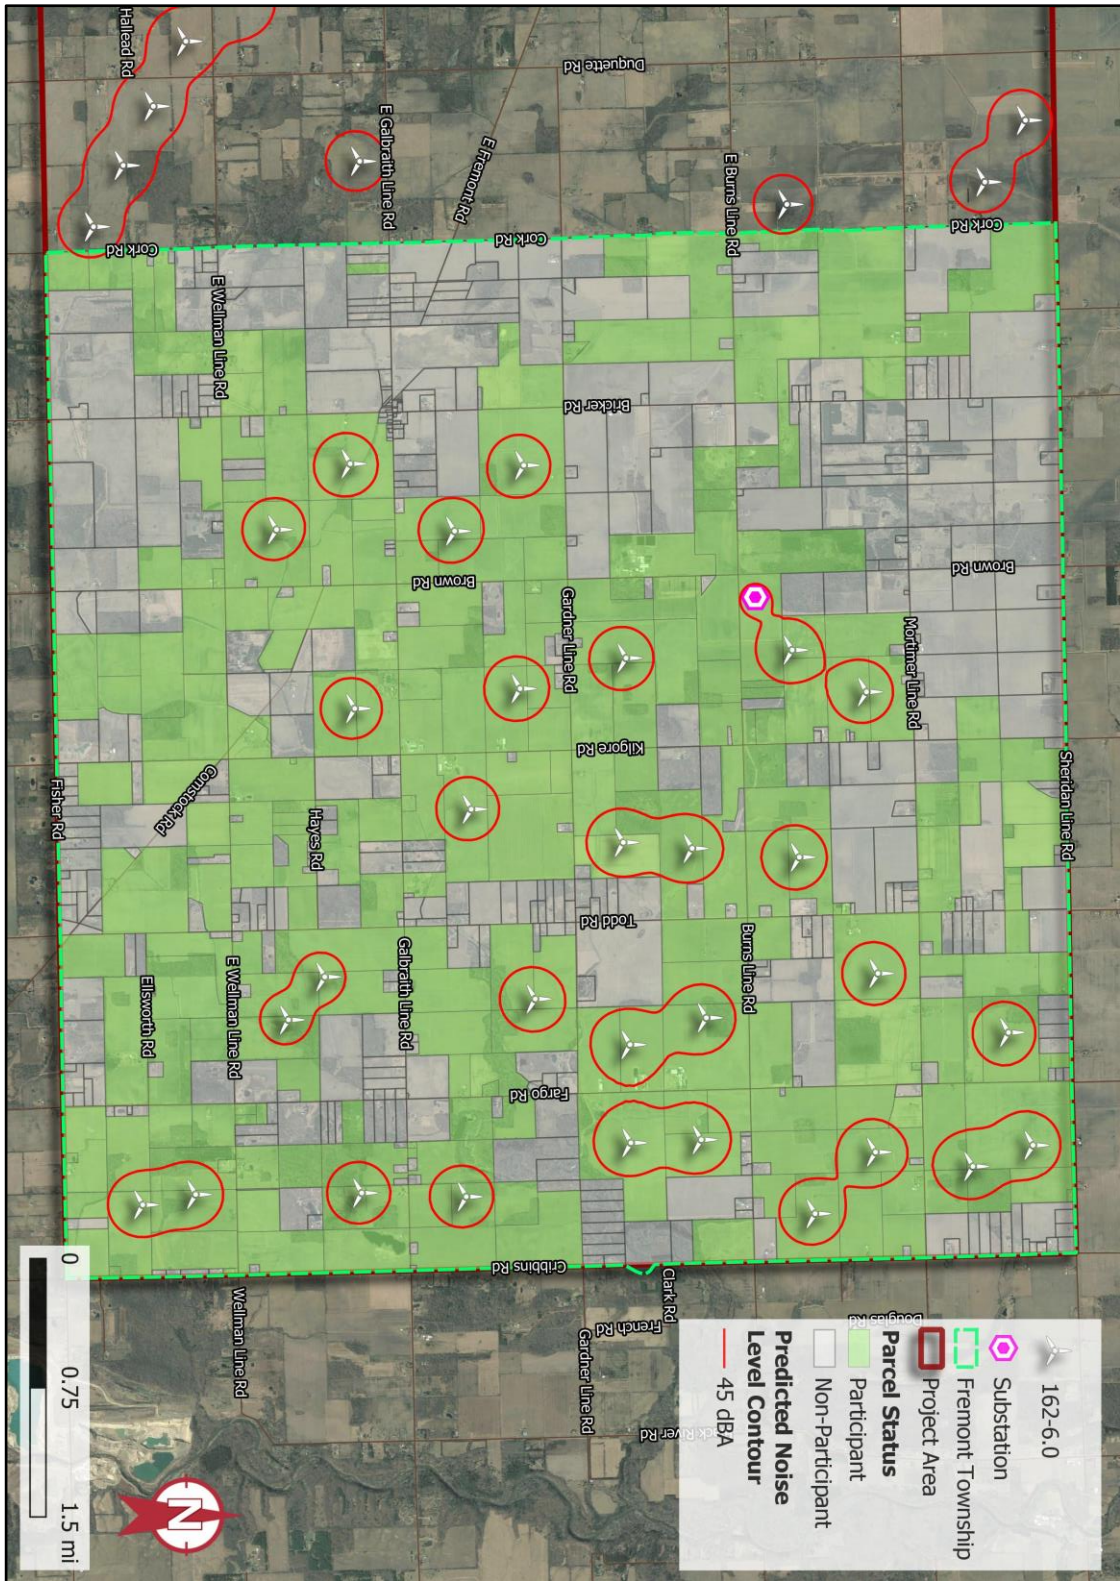 Sheridan Line Rd
162-6.0
Substation
Fremont Township
Project Area
Parcel Status
Participant
Non-Participant
Predicted Noise
Level Contour
45 dBA
Cork Rd
Brown Rd
Mortimer Line Rd
Douglas Rd
E Burns Line Rd
Burns Line Rd
Duquette Rd
Bricker Rd
Kilgore Rd
Todd Rd
Clark Rd
French Rd
ck River Rd
Gardner Line Rd
Gardner Line Rd
Cork Rd
Fargo Rd
Cribbins Rd
E Fremont Rd
Brown Rd
E Galbraith Line Rd
Galbraith Line Rd
Hayes Rd
E Wellman Line Rd
E Wellman Line Rd
Wellman Line Rd
Comstock Rd
Ellsworth Rd
Hallead Rd
Cork Rd
Fisher Rd
N
0
0.75
1.5 mi